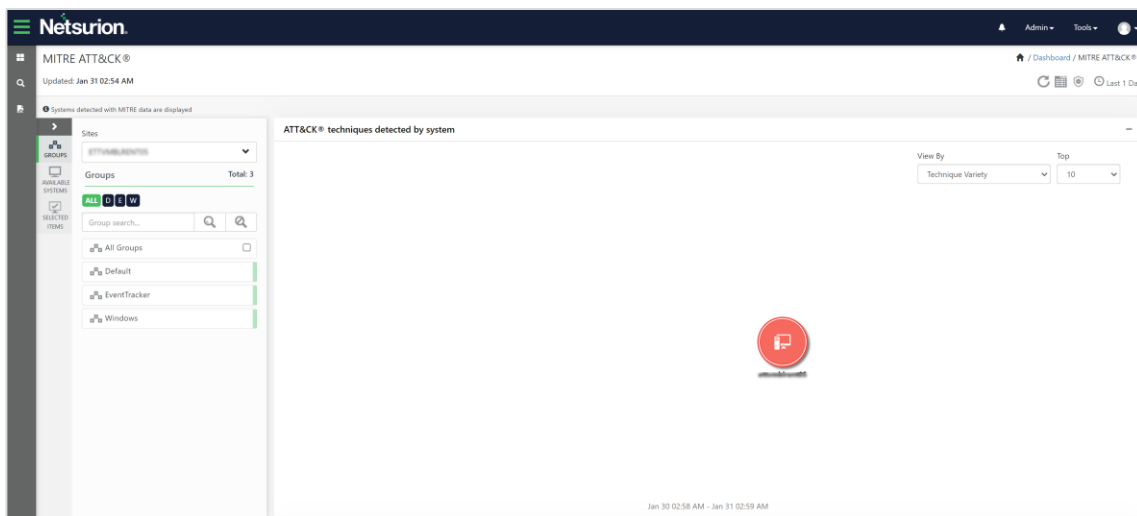 Netsurion.
Admin
Tools
MITRE ATT&CK®
/ Dashboard / MITRE ATT&CK®
Updated: Jan 31 02:54 AM
Last 1 Da
Systems detected with MITRE data are displayed
GROUPS
AVAILABLE
SYSTEMS
SELECTED
ITEMS
Sites
Groups
Total: 3
ALL D E W
Group search...
All Groups
Default
EventTracker
Windows
ATT&CK® techniques detected by system
View By
Top
Technique Variety
10
Jan 30 02:58 AM - Jan 31 02:59 AM